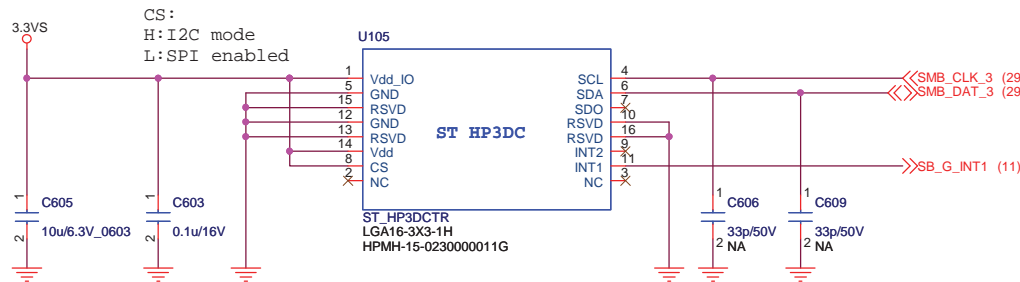 CS:
H:I2C mode
L:SPI enabled
3.3VS
U105
1 Vdd_IO
5 GND
15 RSVD
12 GND
13 RSVD
14 Vdd
8 CS
2 NC
ST HP3DC
SCL 4
SDA 6
SDO 7
RSVD 10
RSVD 16
INT2 9
INT1 11
NC 3
SMB_CLK_3 (29
SMB_DAT_3 (29
SB_G_INT1 (11)
ST_HP3DCTR
LGA16-3X3-1H
HPMH-15-0230000011G
1
C605
10u/6.3V_0603
2
1
C603
0.1u/16V
2
1
C606
33p/50V
2 NA
1
C609
33p/50V
2 NA